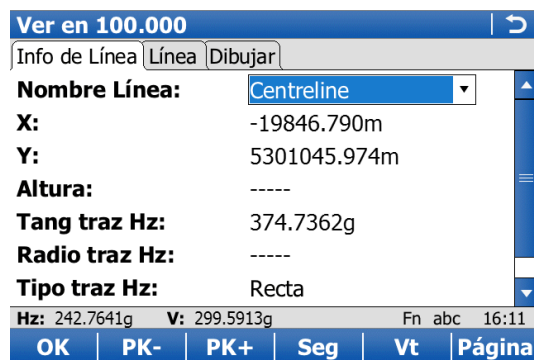 Ver en 100.000
Info de Línea Línea Dibujar
Nombre Línea: Centreline
X: -19846.790m
Y: 5301045.974m
Altura: -----
Tang traz Hz: 374.7362g
Radio traz Hz: -----
Tipo traz Hz: Recta
Hz: 242.7641g V: 299.5913g Fn abc 16:11
OK PK- PK+ Seg Vt Página